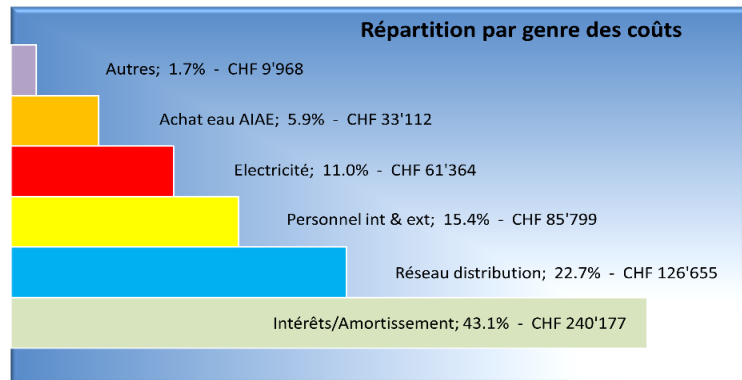 Répartition par genre des coûts
Autres; 1.7% - CHF 9'968
Achat eau AIAE; 5.9% - CHF 33'112
Electricité; 11.0% - CHF 61'364
Personnel int & ext; 15.4% - CHF 85'799
Réseau distribution; 22.7% - CHF 126'655
Intérêts/Amortissement; 43.1% - CHF 240'177